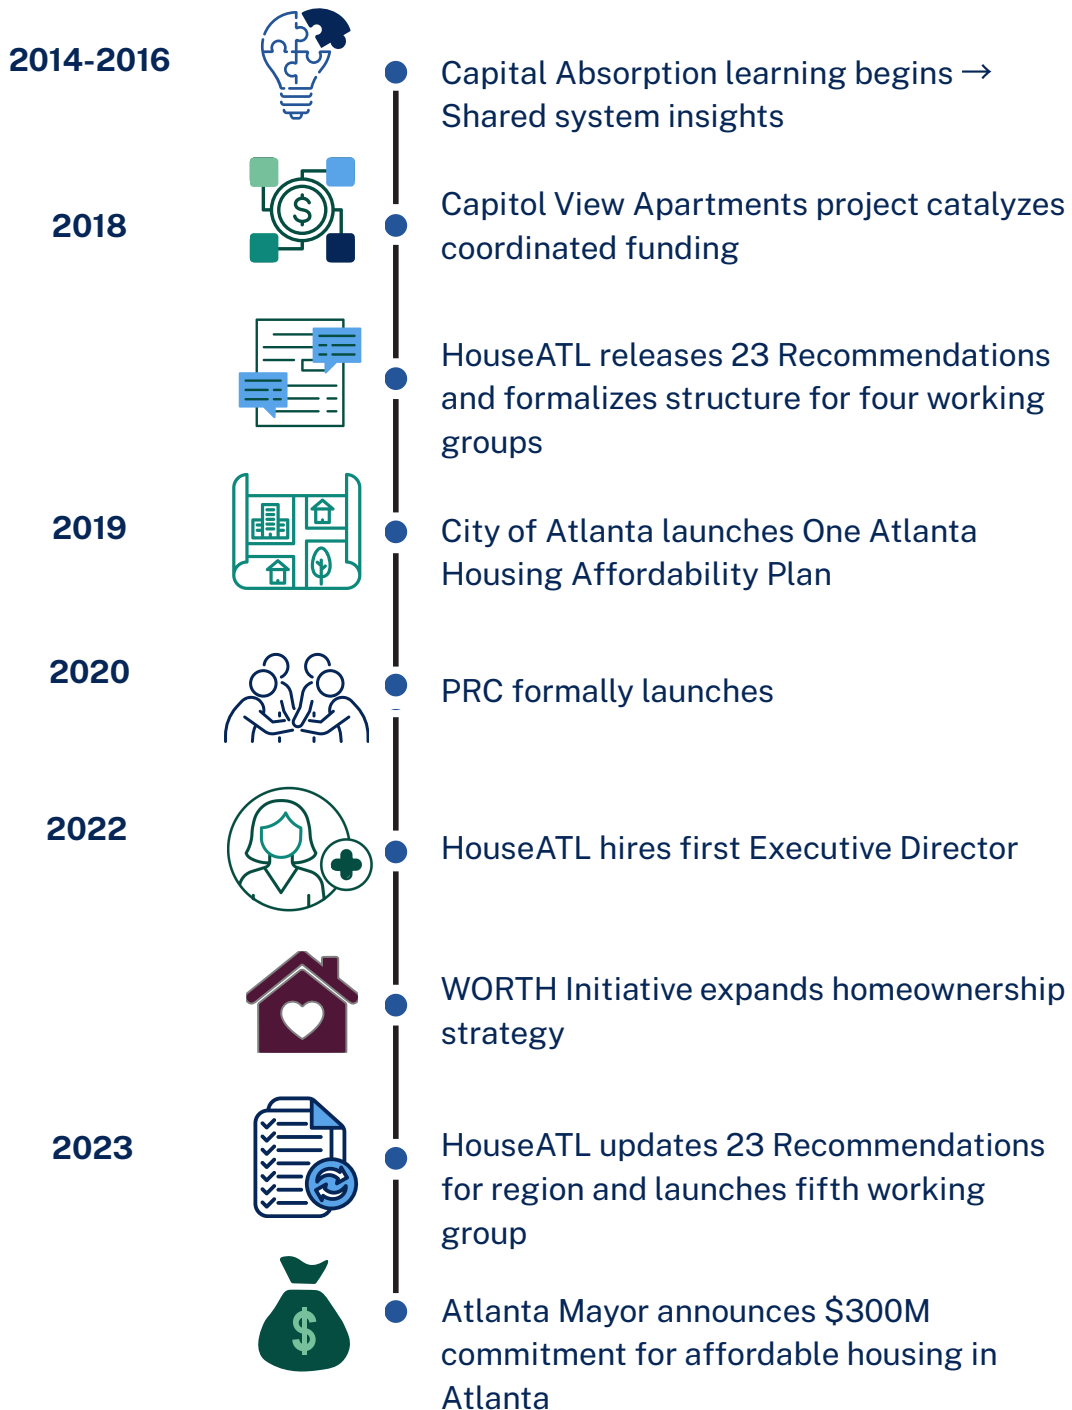 2014-2016
Capital Absorption learning begins →
Shared system insights
2018
Capitol View Apartments project catalyzes
coordinated funding
HouseATL releases 23 Recommendations
and formalizes structure for four working
groups
2019
City of Atlanta launches One Atlanta
Housing Affordability Plan
2020
PRC formally launches
2022
HouseATL hires first Executive Director
WORTH Initiative expands homeownership
strategy
2023
HouseATL updates 23 Recommendations
for region and launches fifth working
group
Atlanta Mayor announces $300M
commitment for affordable housing in
Atlanta